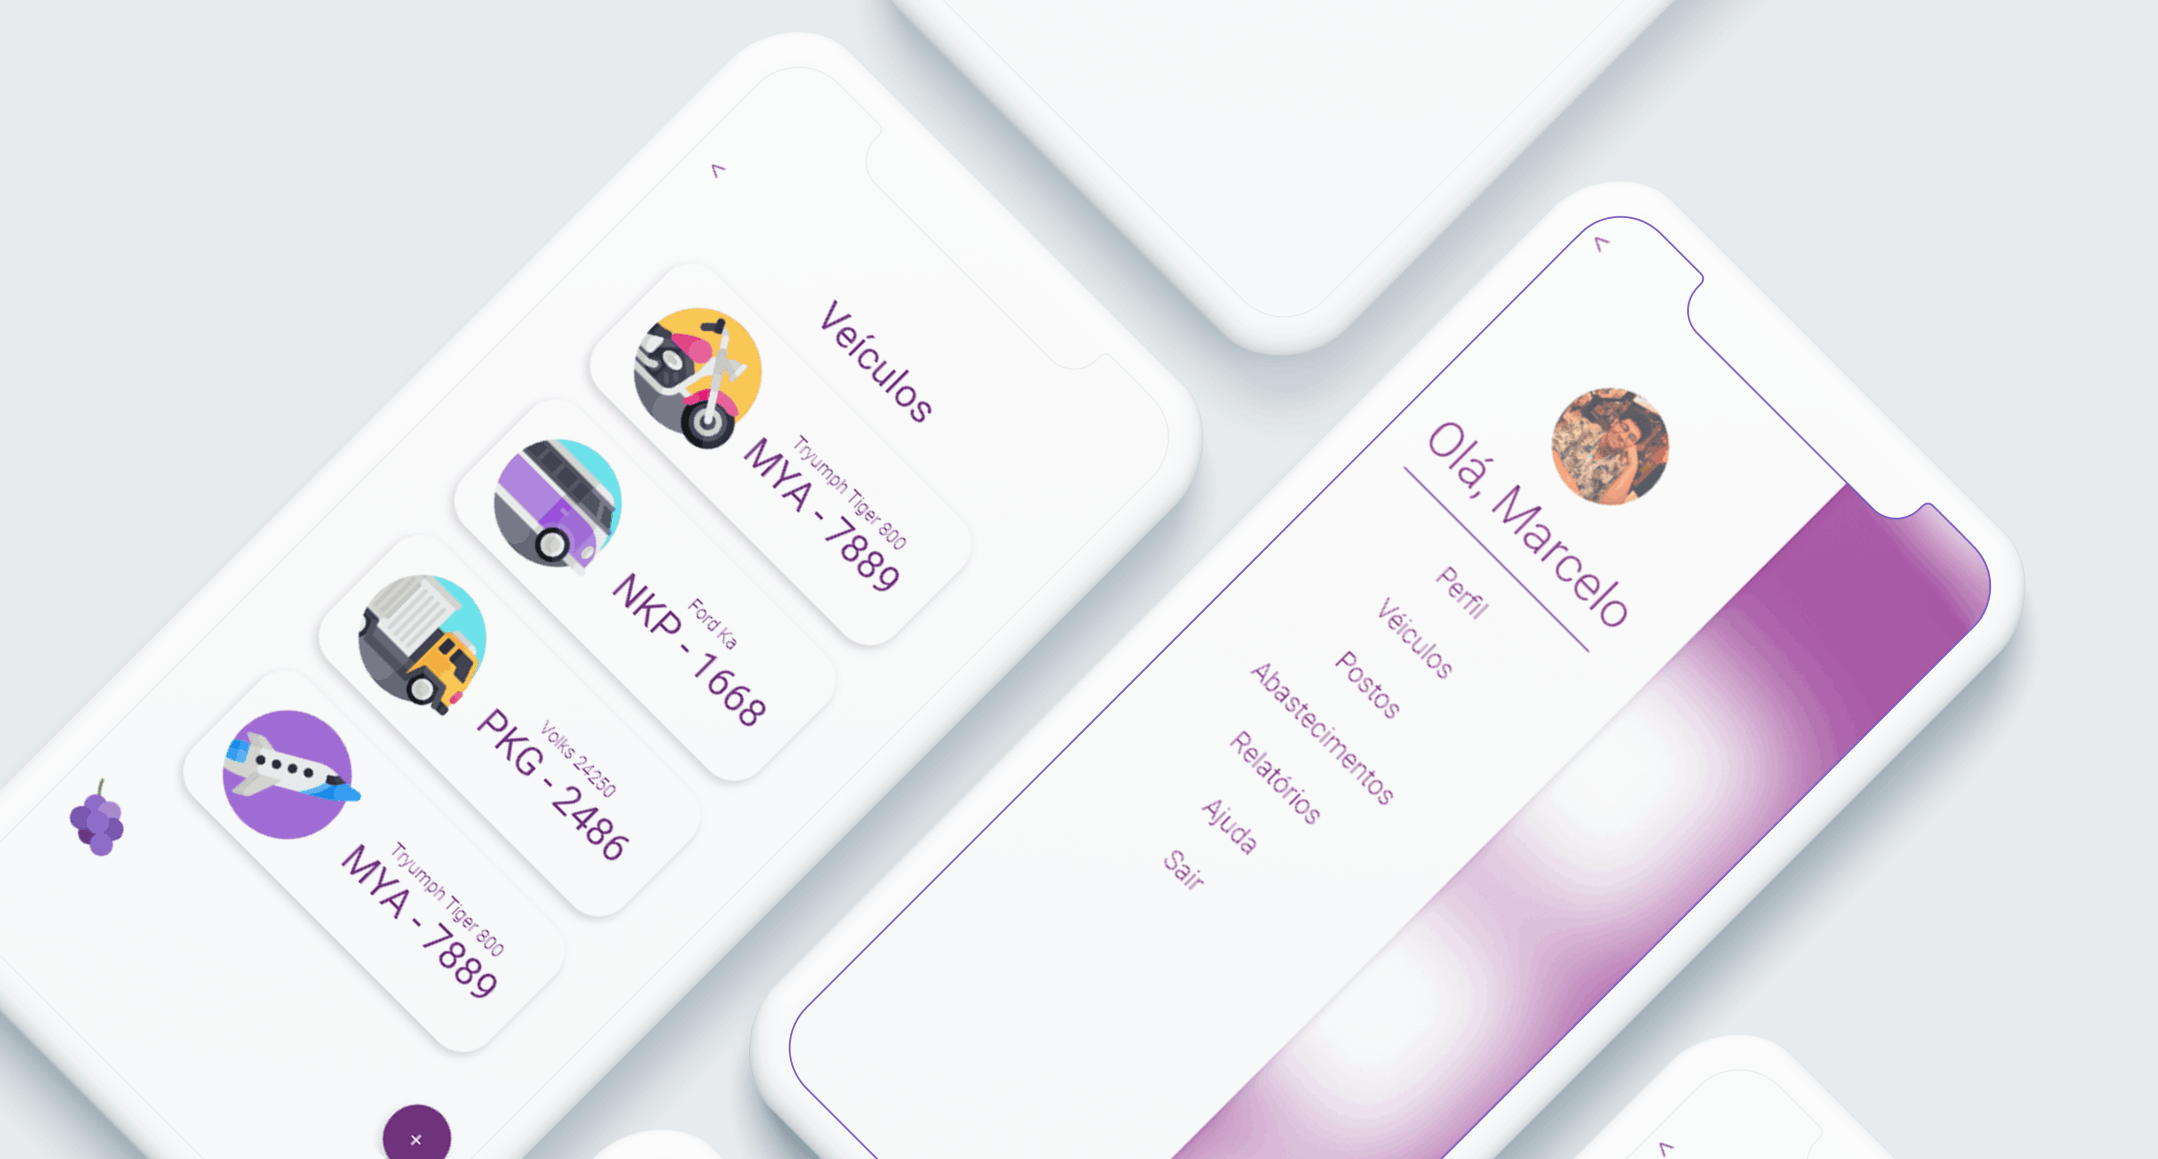 Veículos
Tryumph Tiger 800
MYA - 7889
Ford Ka
NKP - 1668
Volks 24250
PKG - 2486
Tryumph Tiger 800
MYA - 7889
Olá, Marcelo
Perfil
Véiculos
Postos
Abastecimentos
Relatórios
Ajuda
Sair